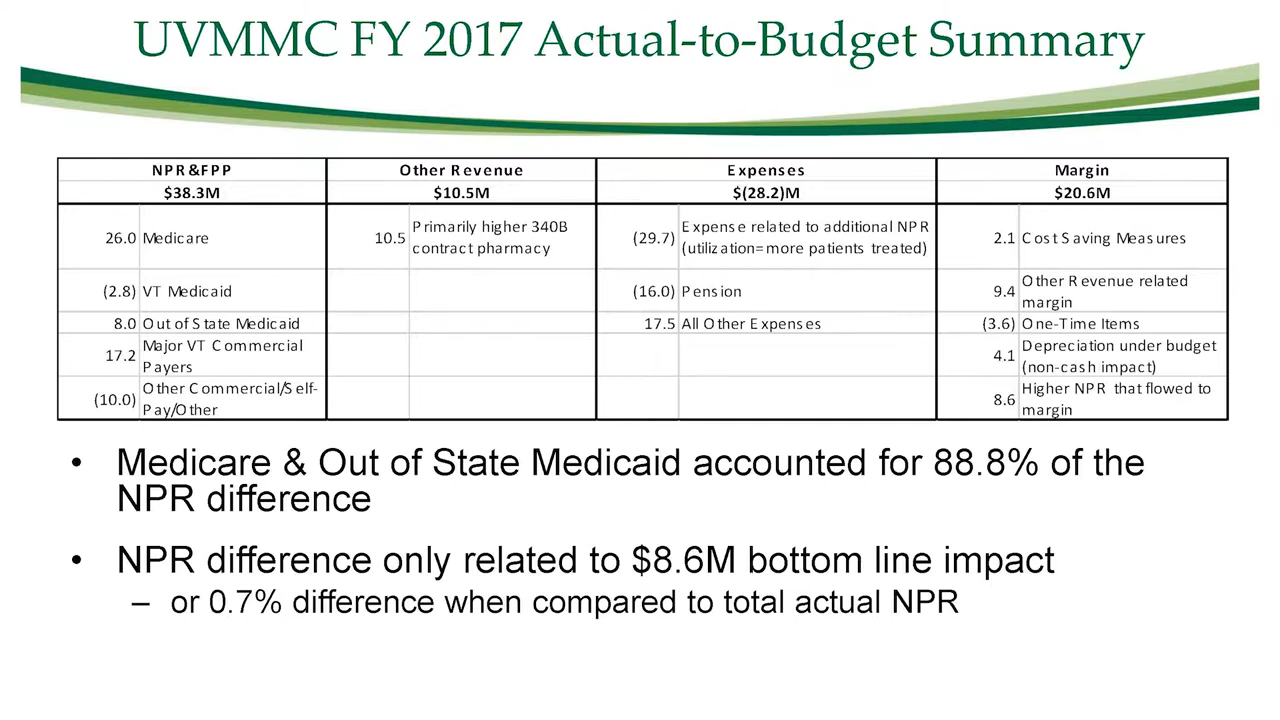 UVMMC FY 2017 Actual-to-Budget Summary
NPR&FPP Other Revenue Expenses Margin
$38.3M $10.5M $(28.2)M $20.6M
26.0 Medicare 10.5 Primarily higher 340B contract pharmacy (29.7) Expense related to additional NPR (utilization=more patients treated) 2.1 Cost Saving Measures
(2.8) VT Medicaid (16.0) Pension 9.4 Other Revenue related margin
8.0 Out of State Medicaid 17.5 All Other Expenses (3.6) One-Time Items
17.2 Major VT Commercial Payers 4.1 Depreciation under budget (non-cash impact)
(10.0) Other Commercial/Self-Pay/Other 8.6 Higher NPR that flowed to margin
• Medicare & Out of State Medicaid accounted for 88.8% of the
NPR difference
• NPR difference only related to $8.6M bottom line impact
– or 0.7% difference when compared to total actual NPR